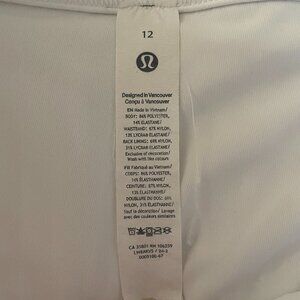 12
Designed in Vancouver
Conçu à Vancouver
EN Made in Vietnam/
BODY: 86% POLYESTER,
14% ELASTANE/
WAISTBAND: 87% NYLON,
13% LYCRA® ELASTANE/
BACK LINING: 69% NYLON,
31% LYCRA® ELASTANE/
Exclusive of decoration/
Wash with like colours
FR Fabriqué au Vietnam/
CORPS: 86% POLYESTER,
14% ÉLASTHANNE/
CEINTURE: 87% NYLON,
13% ÉLASTHANNE/
DOUBLURE DU DOS: 69%
NYLON, 31% ÉLASTHANNE/
Tout la décoration/ Laver
avec des couleurs similaires
CA 35801 RN 106259